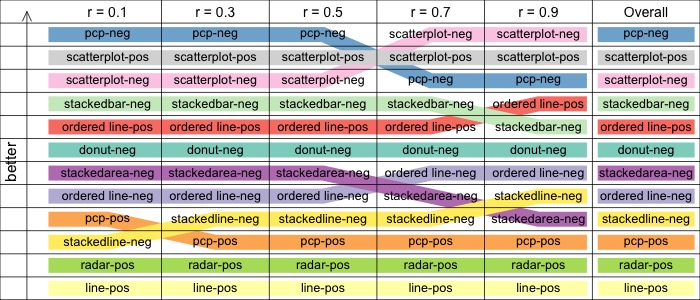 r = 0.1 r = 0.3 r = 0.5 r = 0.7 r = 0.9 Overall
pcp-neg pcp-neg pcp-neg scatterplot-neg scatterplot-neg pcp-neg
scatterplot-pos scatterplot-pos scatterplot-pos scatterplot-pos scatterplot-pos scatterplot-pos
scatterplot-neg scatterplot-neg scatterplot-neg pcp-neg pcp-neg scatterplot-neg
stackedbar-neg stackedbar-neg stackedbar-neg stackedbar-neg ordered line-pos stackedbar-neg
ordered line-pos ordered line-pos ordered line-pos ordered line-pos stackedbar-neg ordered line-pos
donut-neg donut-neg donut-neg donut-neg donut-neg donut-neg
stackedarea-neg stackedarea-neg stackedarea-neg ordered line-neg ordered line-neg stackedarea-neg
ordered line-neg ordered line-neg ordered line-neg stackedarea-neg stackedline-neg ordered line-neg
pcp-pos stackedline-neg stackedline-neg stackedline-neg stackedarea-neg stackedline-neg
stackedline-neg pcp-pos pcp-pos pcp-pos pcp-pos pcp-pos
radar-pos radar-pos radar-pos radar-pos radar-pos radar-pos
line-pos line-pos line-pos line-pos line-pos line-pos
better